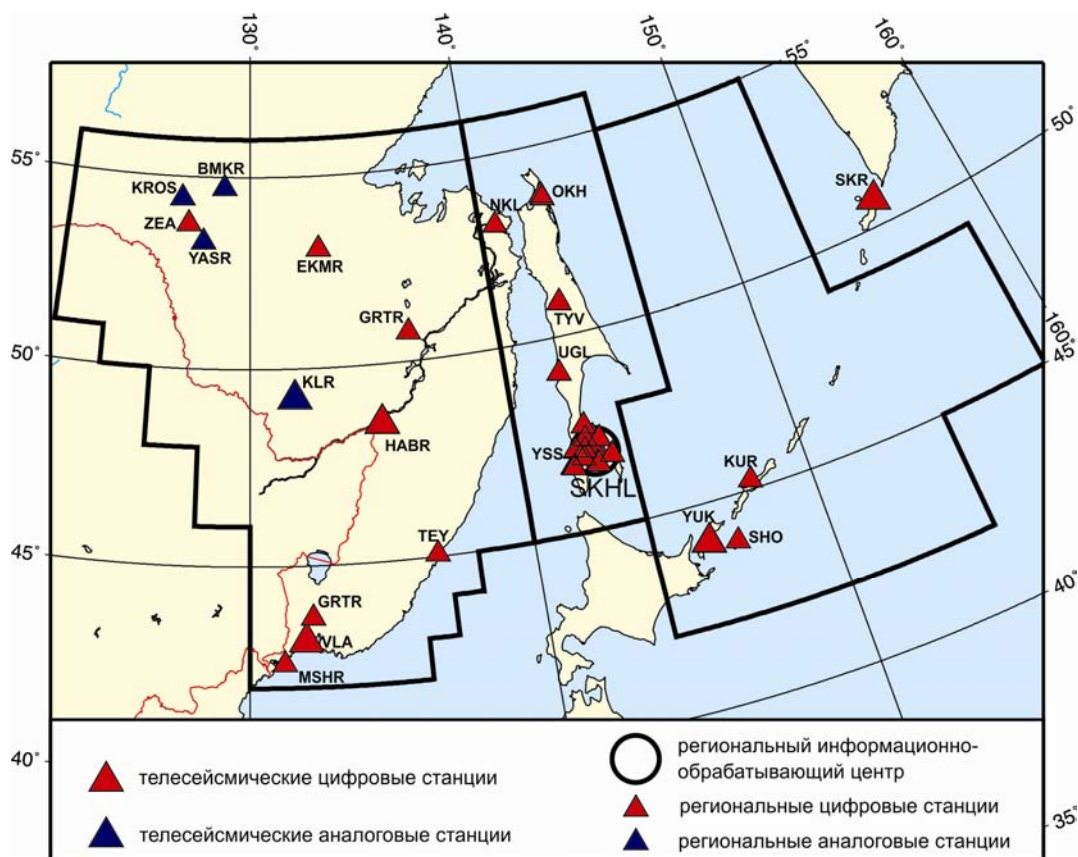 130°
140°
150°
55°
160°
50°
55°
BMKR
KROS
SKR
OKH
NKL
ZEA
YASR
EKMR
TYV
GRTR
160°
50°
UGL
45°
KLR
HABR
YSS
KUR
SKHL
YUK
TEY
SHO
45°
40°
GRTR
VLA
MSHR
40°
35°
телесейсмические цифровые станции
телесейсмические аналоговые станции
региональный информационно-
обрабатывающий центр
региональные цифровые станции
региональные аналоговые станции